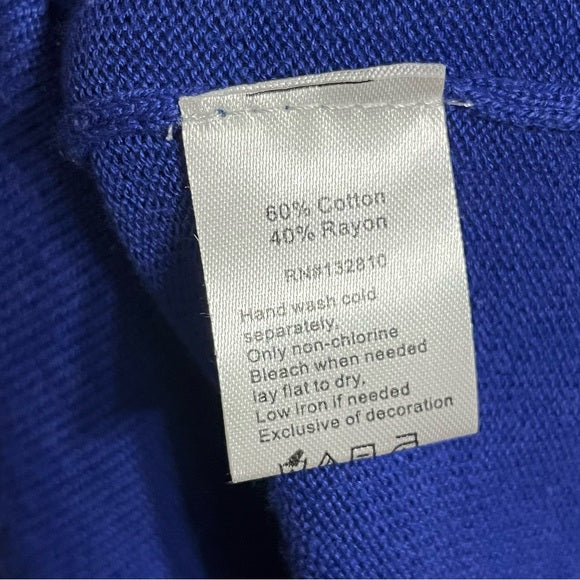 60% Cotton
40% Rayon
RN#132810
Hand wash cold
separately,
Only non-chlorine
Bleach when needed
lay flat to dry,
Low Iron if needed
Exclusive of decoration